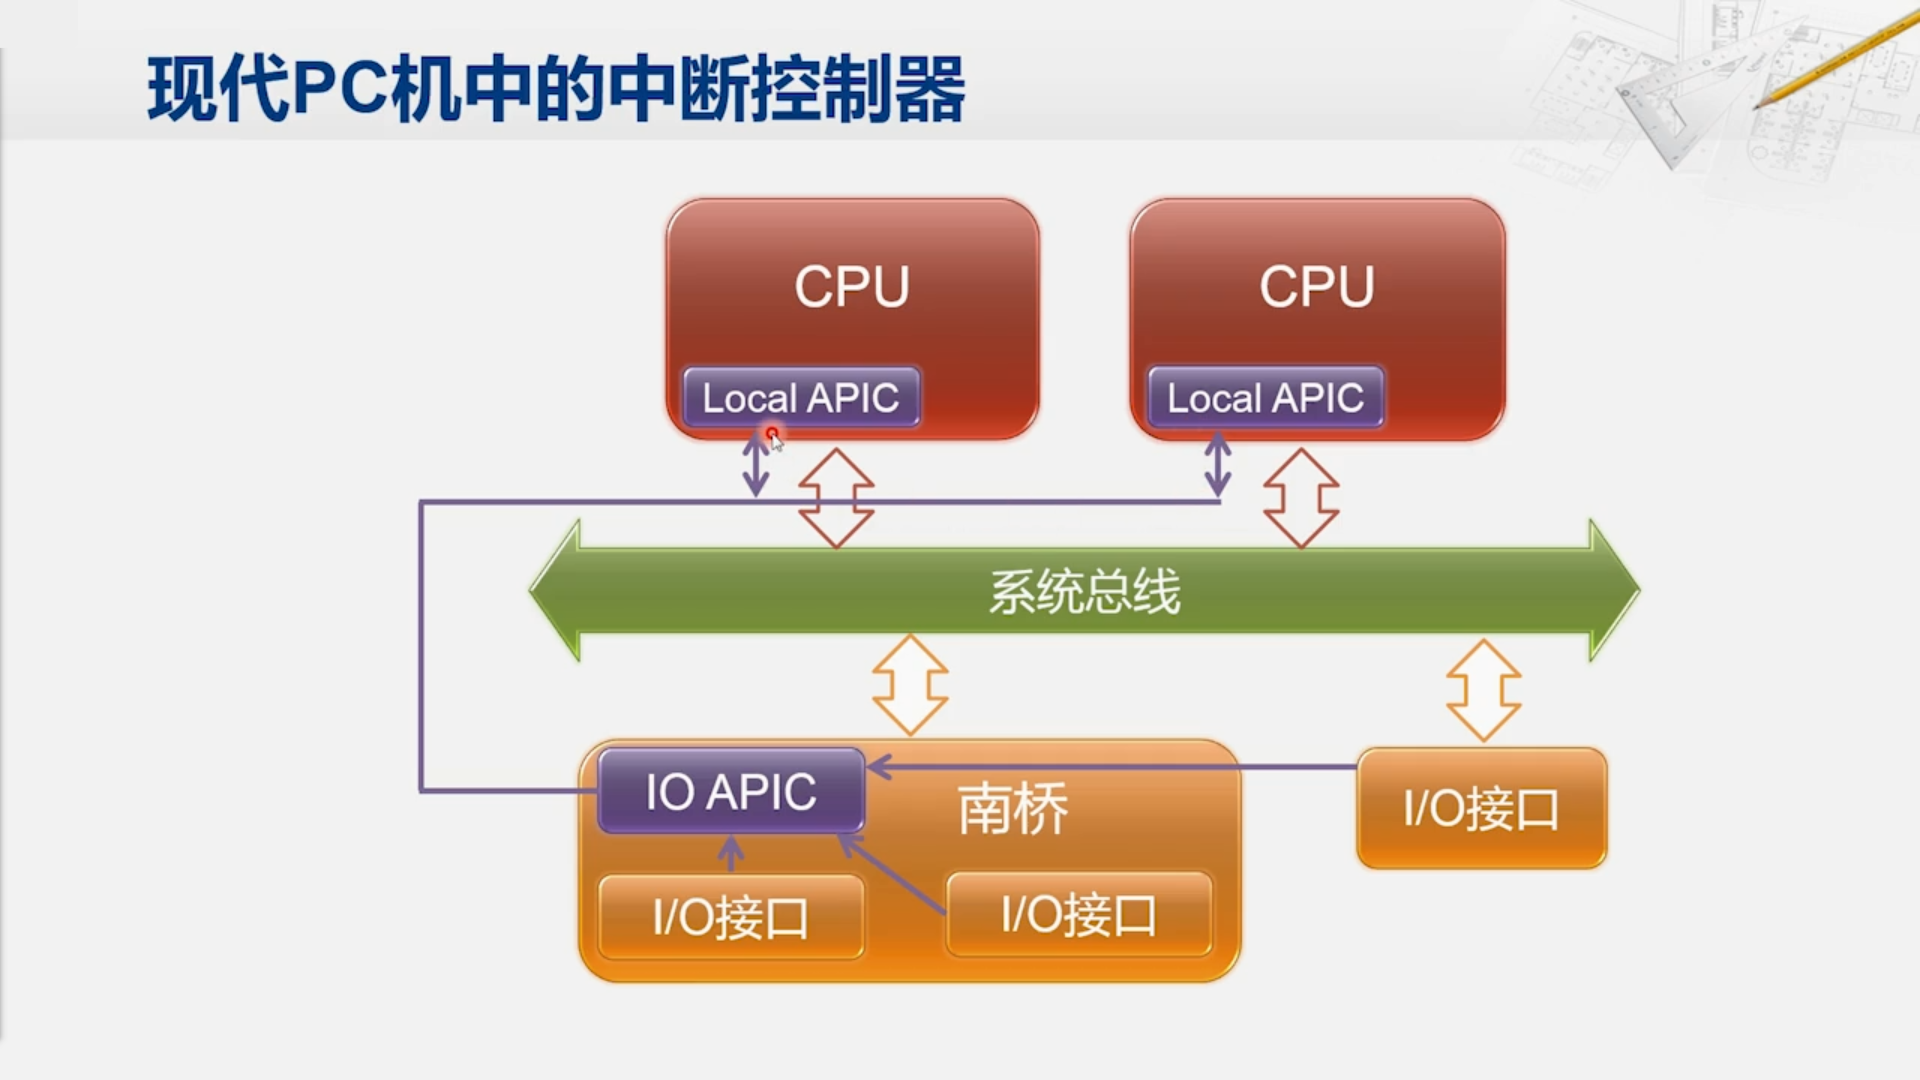 现代PC机中的中断控制器
CPU
CPU
Local APIC
Local APIC
系统总线
IO APIC
南桥
I/O接口
I/O接口
I/O接口